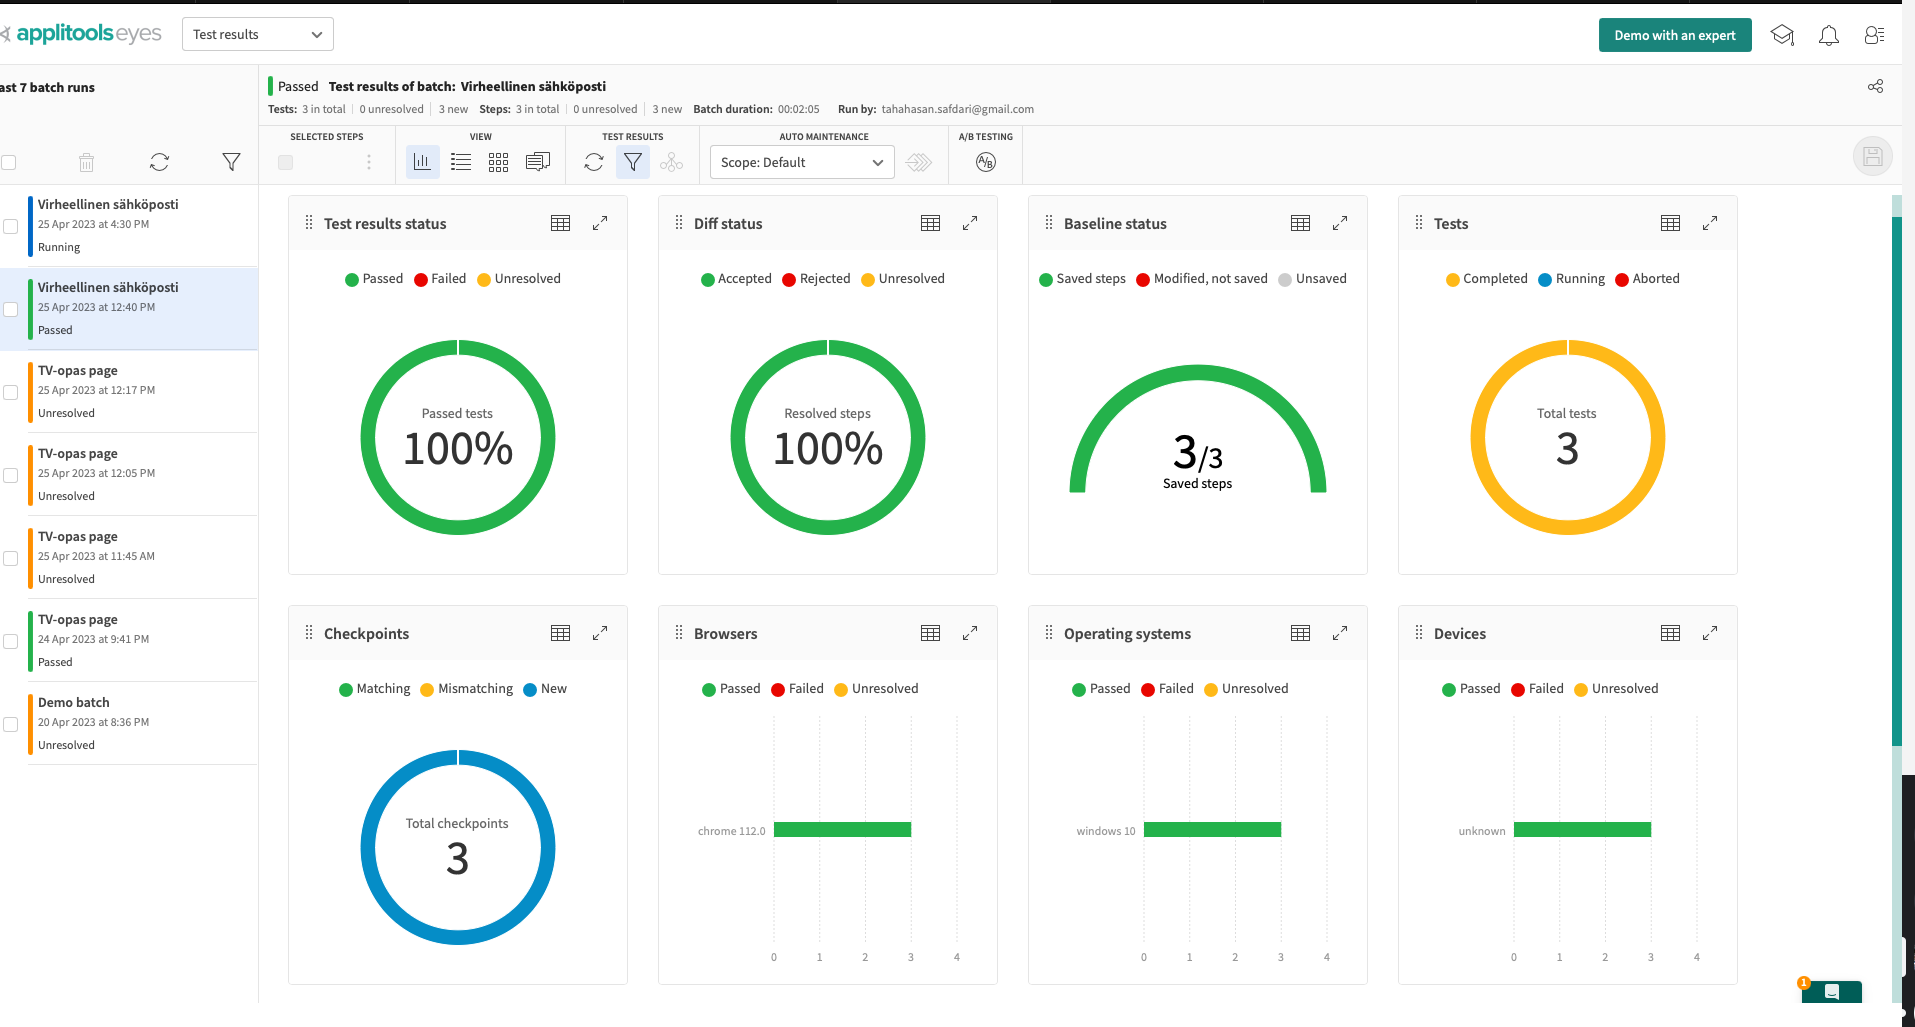 applitools eyes
Test results
Demo with an expert
ast 7 batch runs
Passed Test results of batch: Virheellinen sähköposti
Tests: 3 in total 0 unresolved 3 new Steps: 3 in total 0 unresolved 3 new Batch duration: 00:02:05 Run by: tahahasan.safdari@gmail.com
SELECTED STEPS VIEW TEST RESULTS AUTO MAINTENANCE A/B TESTING
Scope: Default
A/B
Virheellinen sähköposti
25 Apr 2023 at 4:30 PM
Running
Virheellinen sähköposti
25 Apr 2023 at 12:40 PM
Passed
TV-opas page
25 Apr 2023 at 12:17 PM
Unresolved
TV-opas page
25 Apr 2023 at 12:05 PM
Unresolved
TV-opas page
25 Apr 2023 at 11:45 AM
Unresolved
TV-opas page
24 Apr 2023 at 9:41 PM
Passed
Demo batch
20 Apr 2023 at 8:36 PM
Unresolved
Test results status
Passed Failed Unresolved
Passed tests
100%
Diff status
Accepted Rejected Unresolved
Resolved steps
100%
Baseline status
Saved steps Modified, not saved Unsaved
3/3
Saved steps
Tests
Completed Running Aborted
Total tests
3
Checkpoints
Matching Mismatching New
Total checkpoints
3
Browsers
Passed Failed Unresolved
chrome 112.0
0 1 2 3 4
Operating systems
Passed Failed Unresolved
windows 10
0 1 2 3 4
Devices
Passed Failed Unresolved
unknown
0 1 2 3 4
1